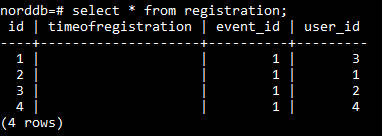 norddb=# select * from registration;
 id | timeofregistration | event_id | user_id
----+--------------------+----------+---------
  1 |                    |        1 |       3
  2 |                    |        1 |       1
  3 |                    |        1 |       2
  4 |                    |        1 |       4
(4 rows)